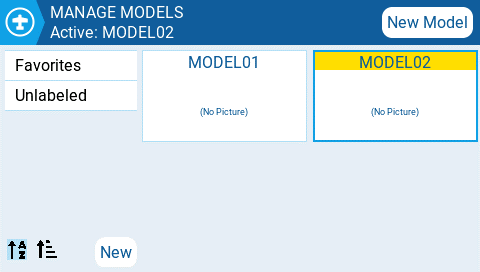 MANAGE MODELS
Active: MODEL02
New Model
Favorites
Unlabeled
MODEL01
(No Picture)
MODEL02
(No Picture)
A
Z
New